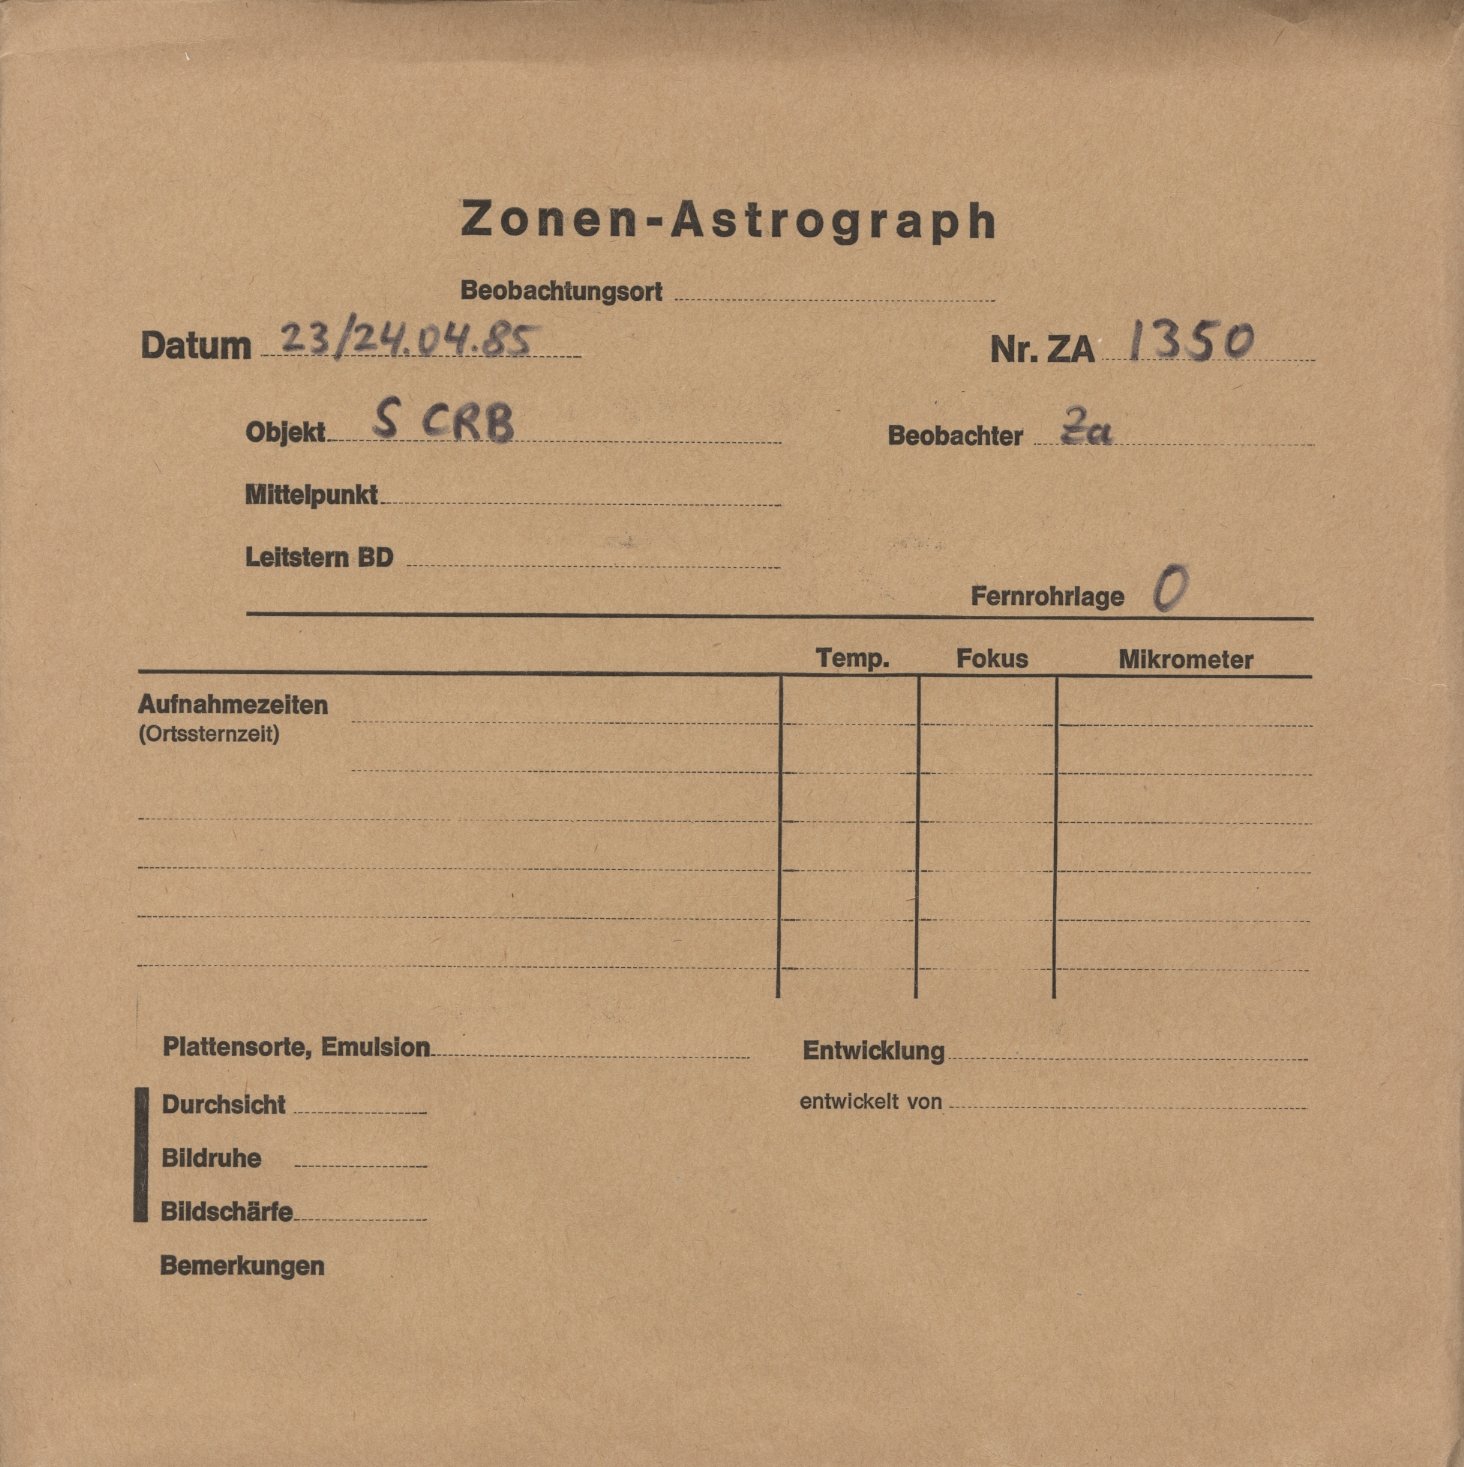 Zonen-Astrograph
Beobachtungsort
Datum 23/24.04.85 Nr. ZA 1350
Objekt S CRB Beobachter Za
Mittelpunkt
Leitstern BD
Fernrohrlage O
Temp. Fokus Mikrometer
Aufnahmezeiten
(Ortssternzeit)
Plattensorte, Emulsion Entwicklung
Durchsicht entwickelt von
Bildruhe
Bildschärfe
Bemerkungen